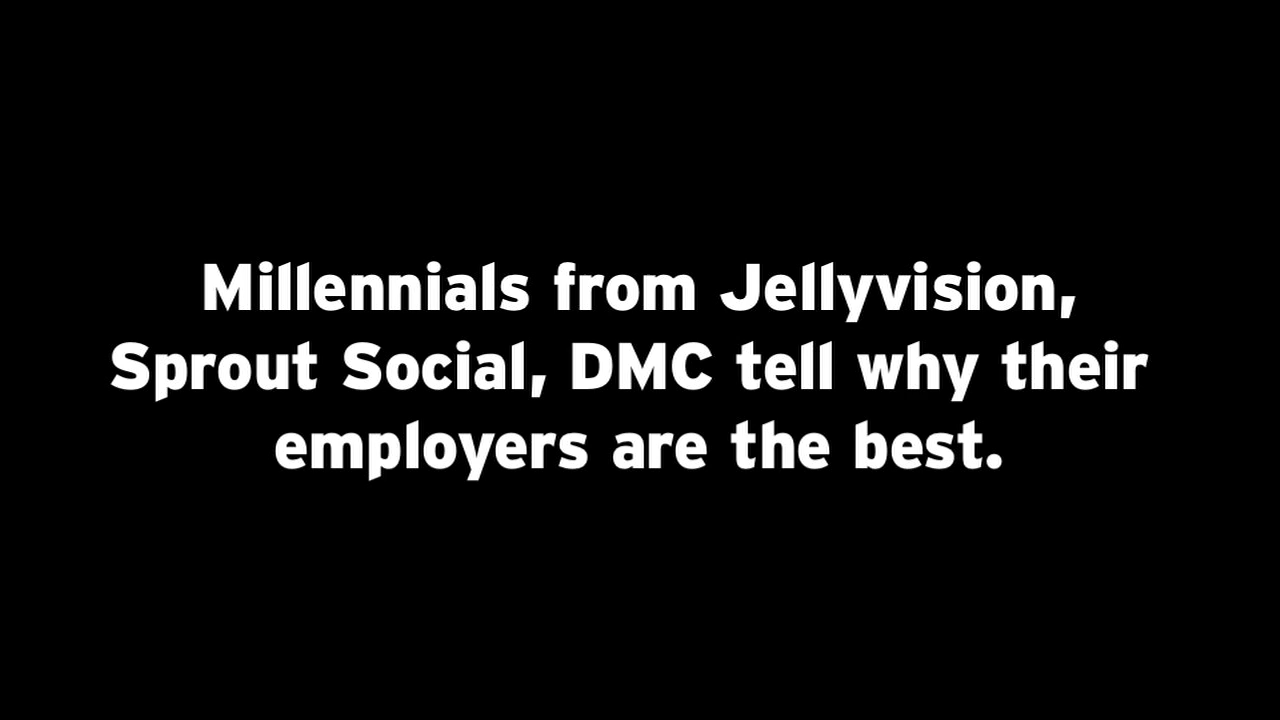 Millennials from Jellyvision,
Sprout Social, DMC tell why their
employers are the best.